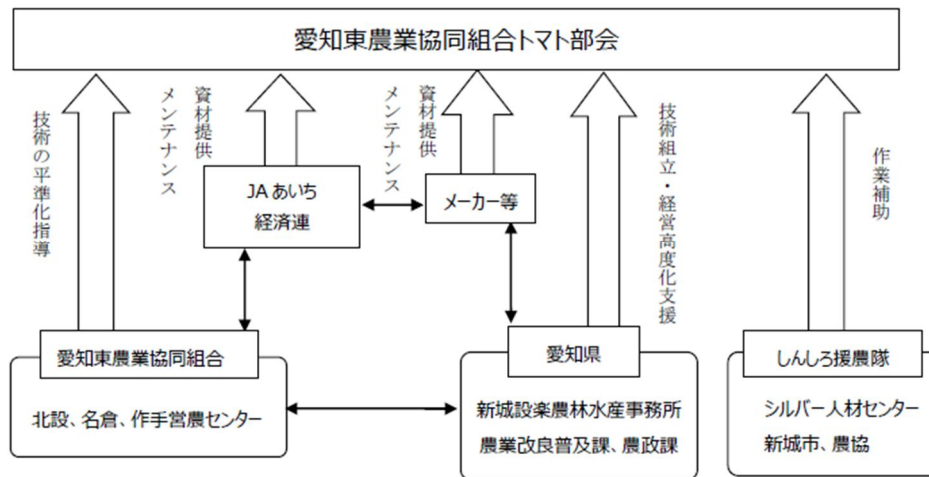 愛知東農業協同組合トマト部会
技術の平準化指導
資材提供
メンテナンス
資材提供
メンテナンス
技術組立・経営高度化支援
作業補助
JAあいち
経済連
メーカー等
愛知東農業協同組合
北設、名倉、作手営農センター
愛知県
新城設楽農林水産事務所
農業改良普及課、農政課
しんしろ援農隊
シルバー人材センター
新城市、農協